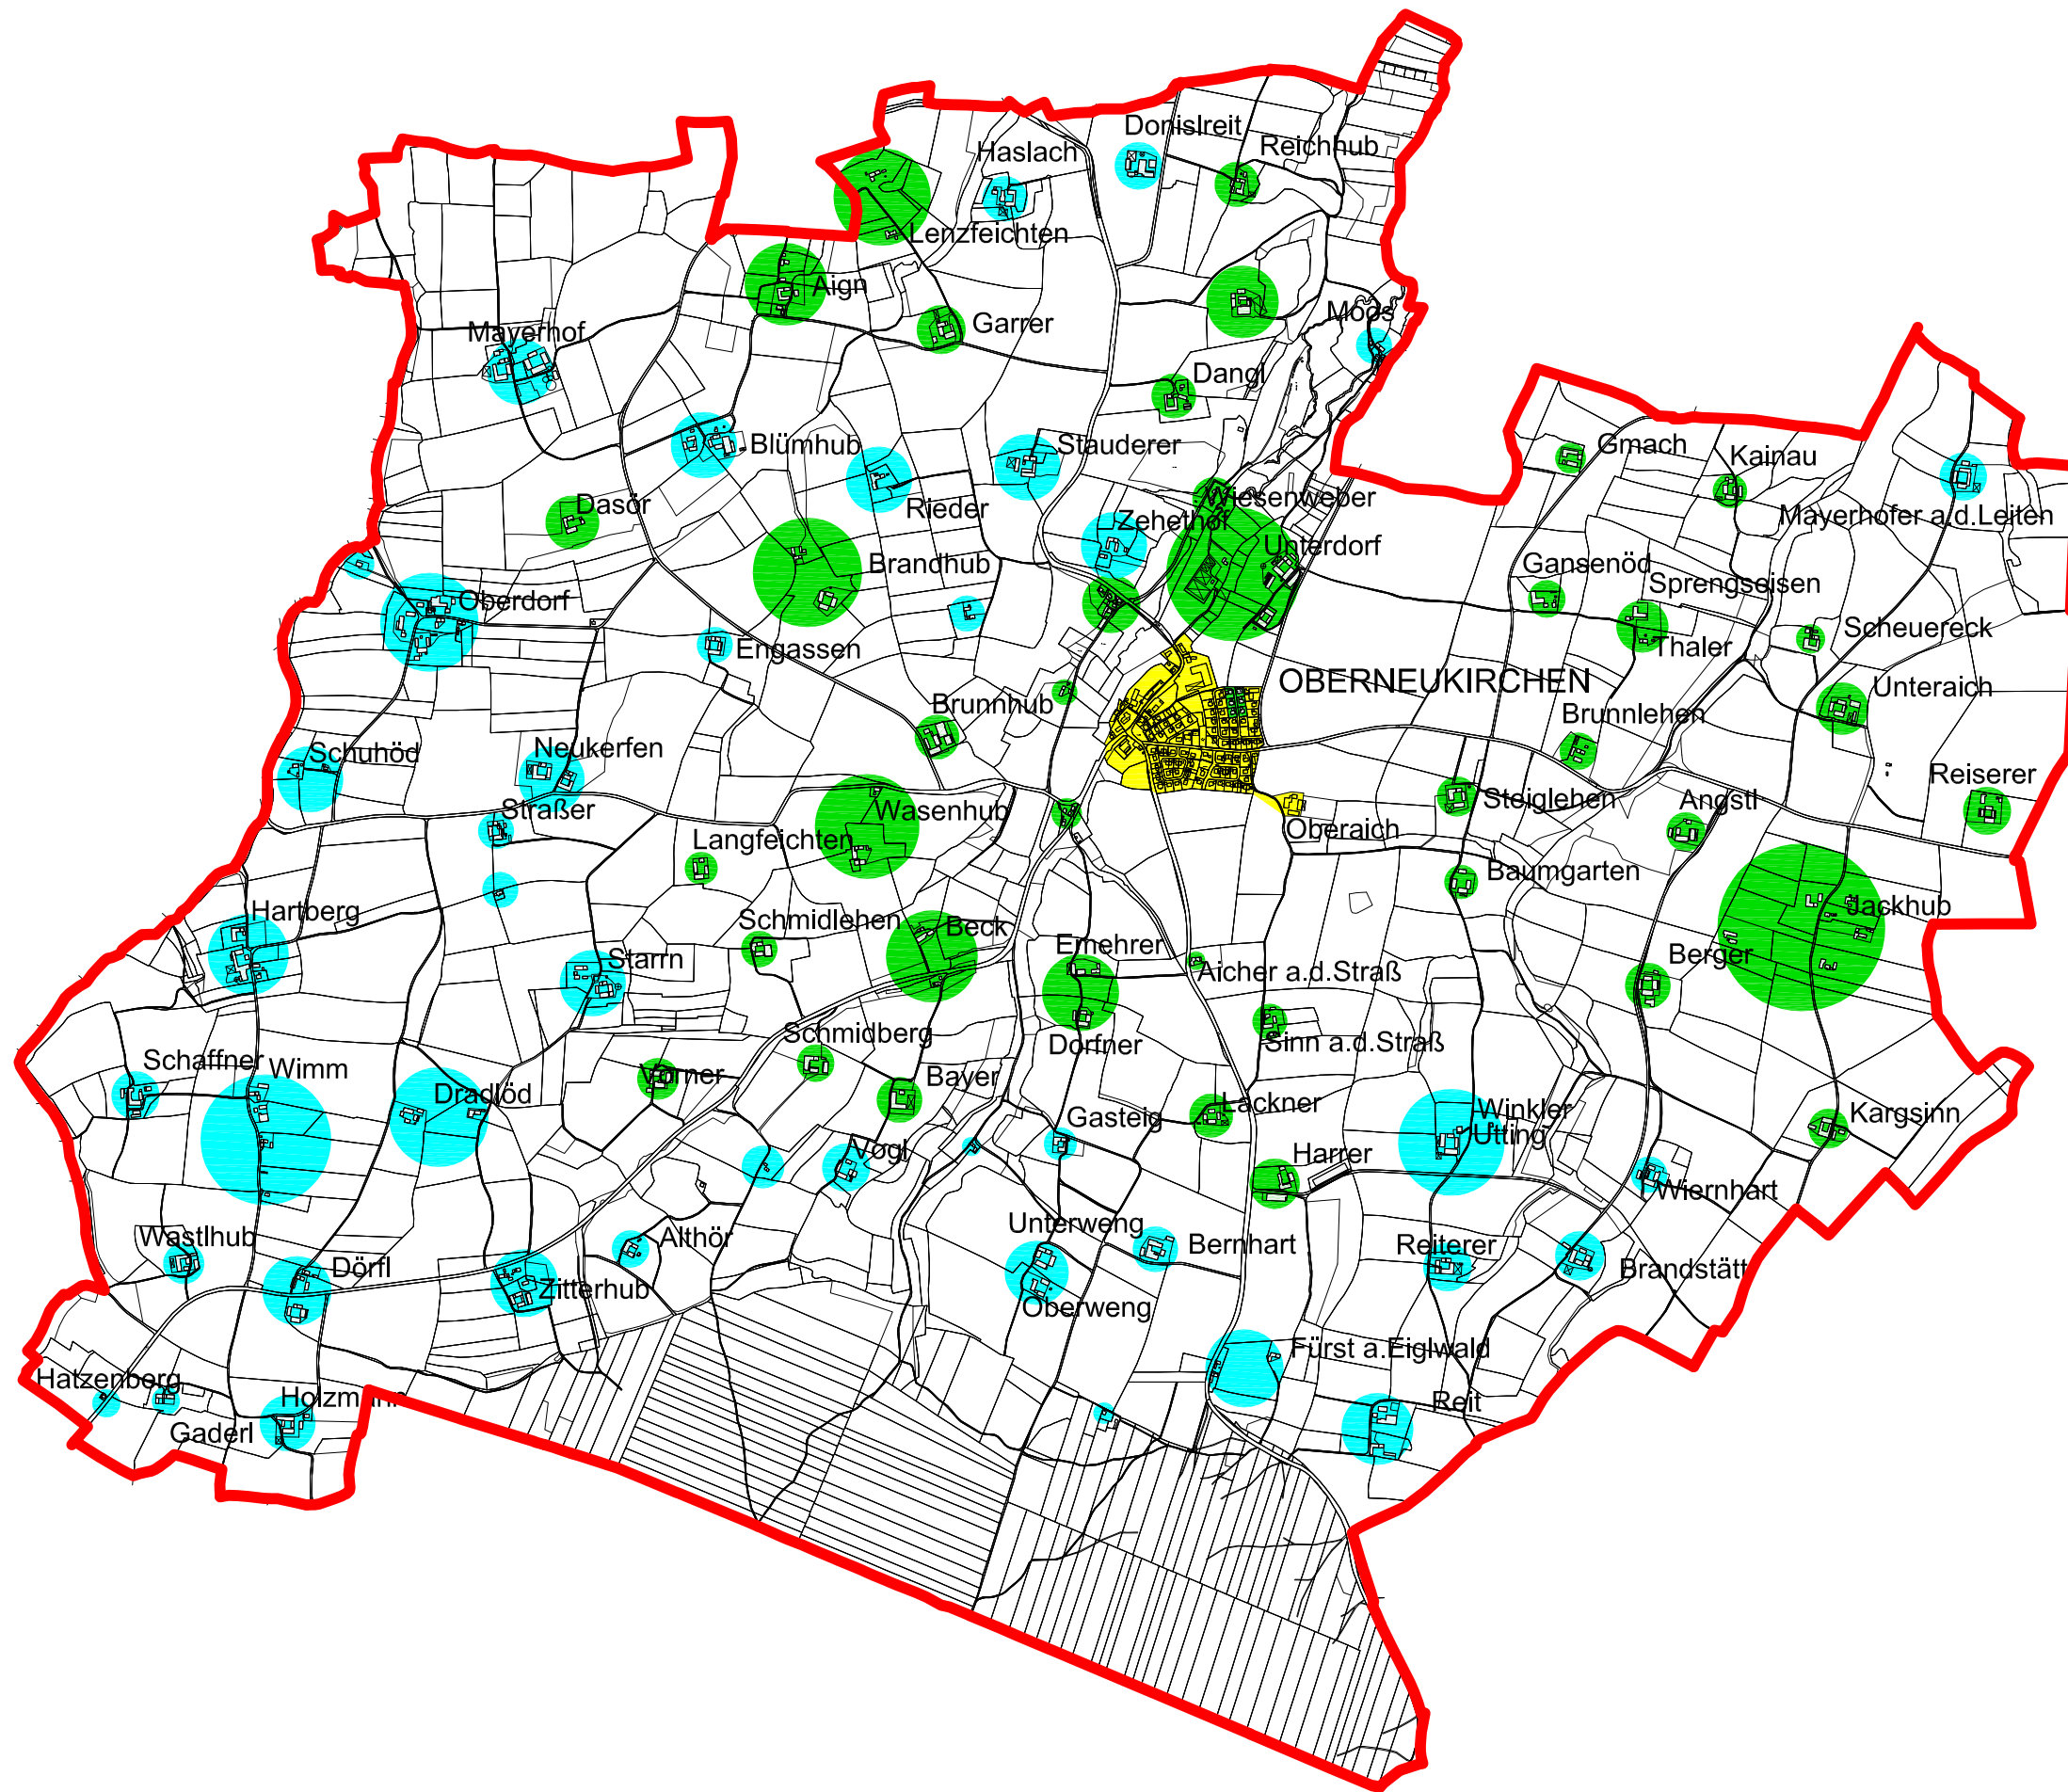 Donislreit
Haslach
Reichhub
Lenzfeichten
Aign
Garrer
Moos
Mayerhof
Dangl
Blümhub
Stauderer
Gmach
Kainau
Rieder
Wiesenweber
Dasör
Zehethof
Mayerhofer a.d.Leiten
Unterdorf
Brandhub
Gansenöd
Sprengseisen
Oberdorf
Engassen
Thaler
Scheuereck
OBERNEUKIRCHEN
Unteraich
Brunnhub
Brunnlehen
Schuhöd
Neukerfen
Reiserer
Straßer
Wasenhub
Steiglehen
Angstl
Oberaich
Langfeichten
Baumgarten
Hartberg
Schmidlehen
Beck
Jackhub
Emehrer
Starrn
Aicher a.d.Straß
Berger
Schmidberg
Dorfner
Sinn a.d.Straß
Schaffner
Wimm
Vorner
Bayer
Dradlöd
Gasteig
Lackner
Winkler
Kargsinn
Utting
Vogl
Harrer
Wiernhart
Wastlhub
Althör
Unterweng
Bernhart
Reiterer
Dörfl
Zitterhub
Brandstätt
Oberweng
Fürst a.Eiglwald
Hatzenberg
Holzmann
Reit
Gaderl